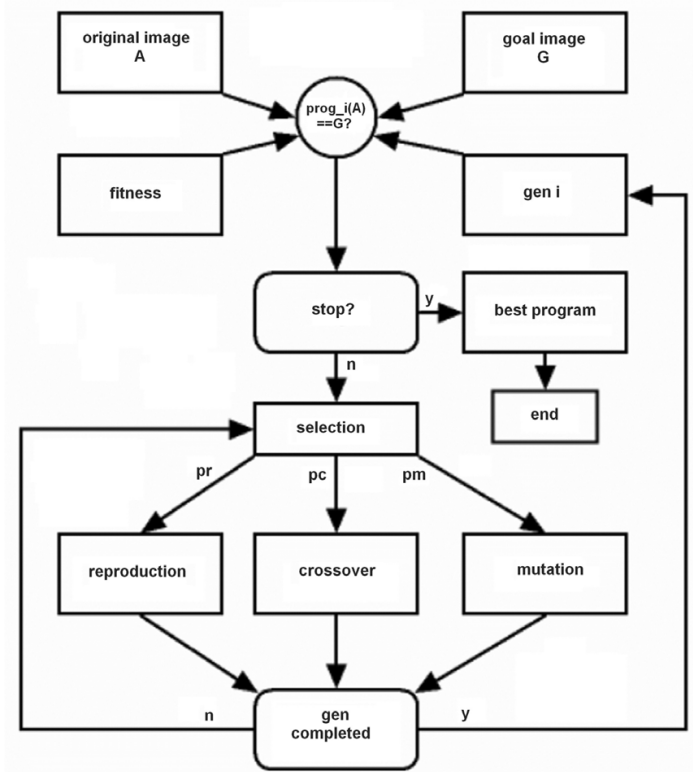 original image
A
goal image
G
prog_i(A)
==G?
fitness
gen i
stop?
y
best program
n
end
selection
pr
pc
pm
reproduction
crossover
mutation
n
gen
completed
y